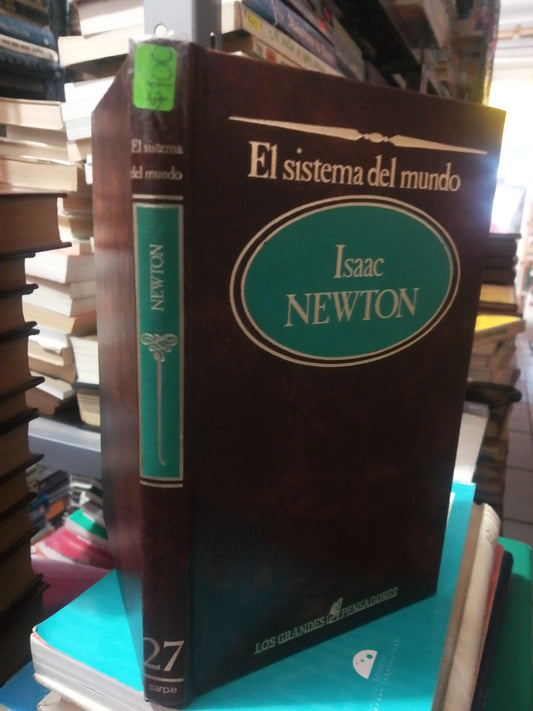 $100
El sistema
del mundo
NEWTON
27
sarpe
El sistema del mundo
Isaac
NEWTON
LOS GRANDES PENSADORES